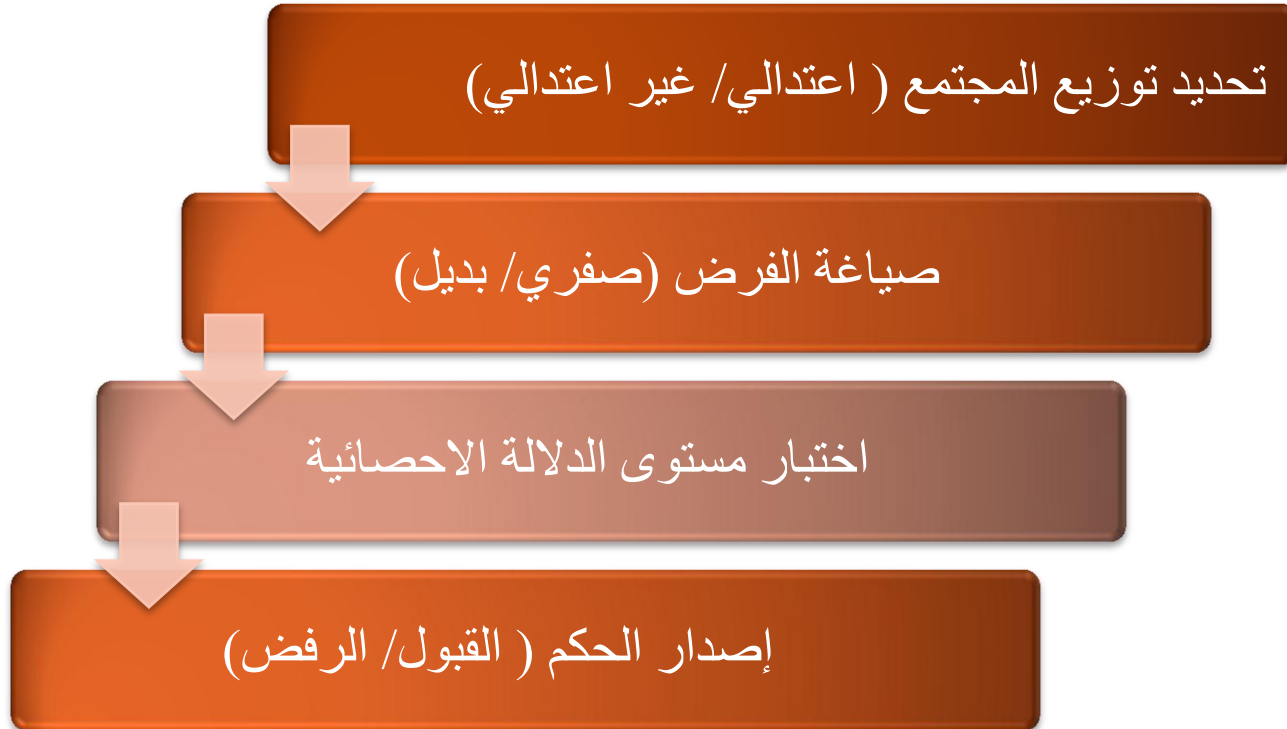 تحديد توزيع المجتمع ( اعتدالي/ غير اعتدالي)
صياغة الفرض (صفري/ بديل)
اختبار مستوى الدلالة الاحصائية
إصدار الحكم ( القبول/ الرفض)